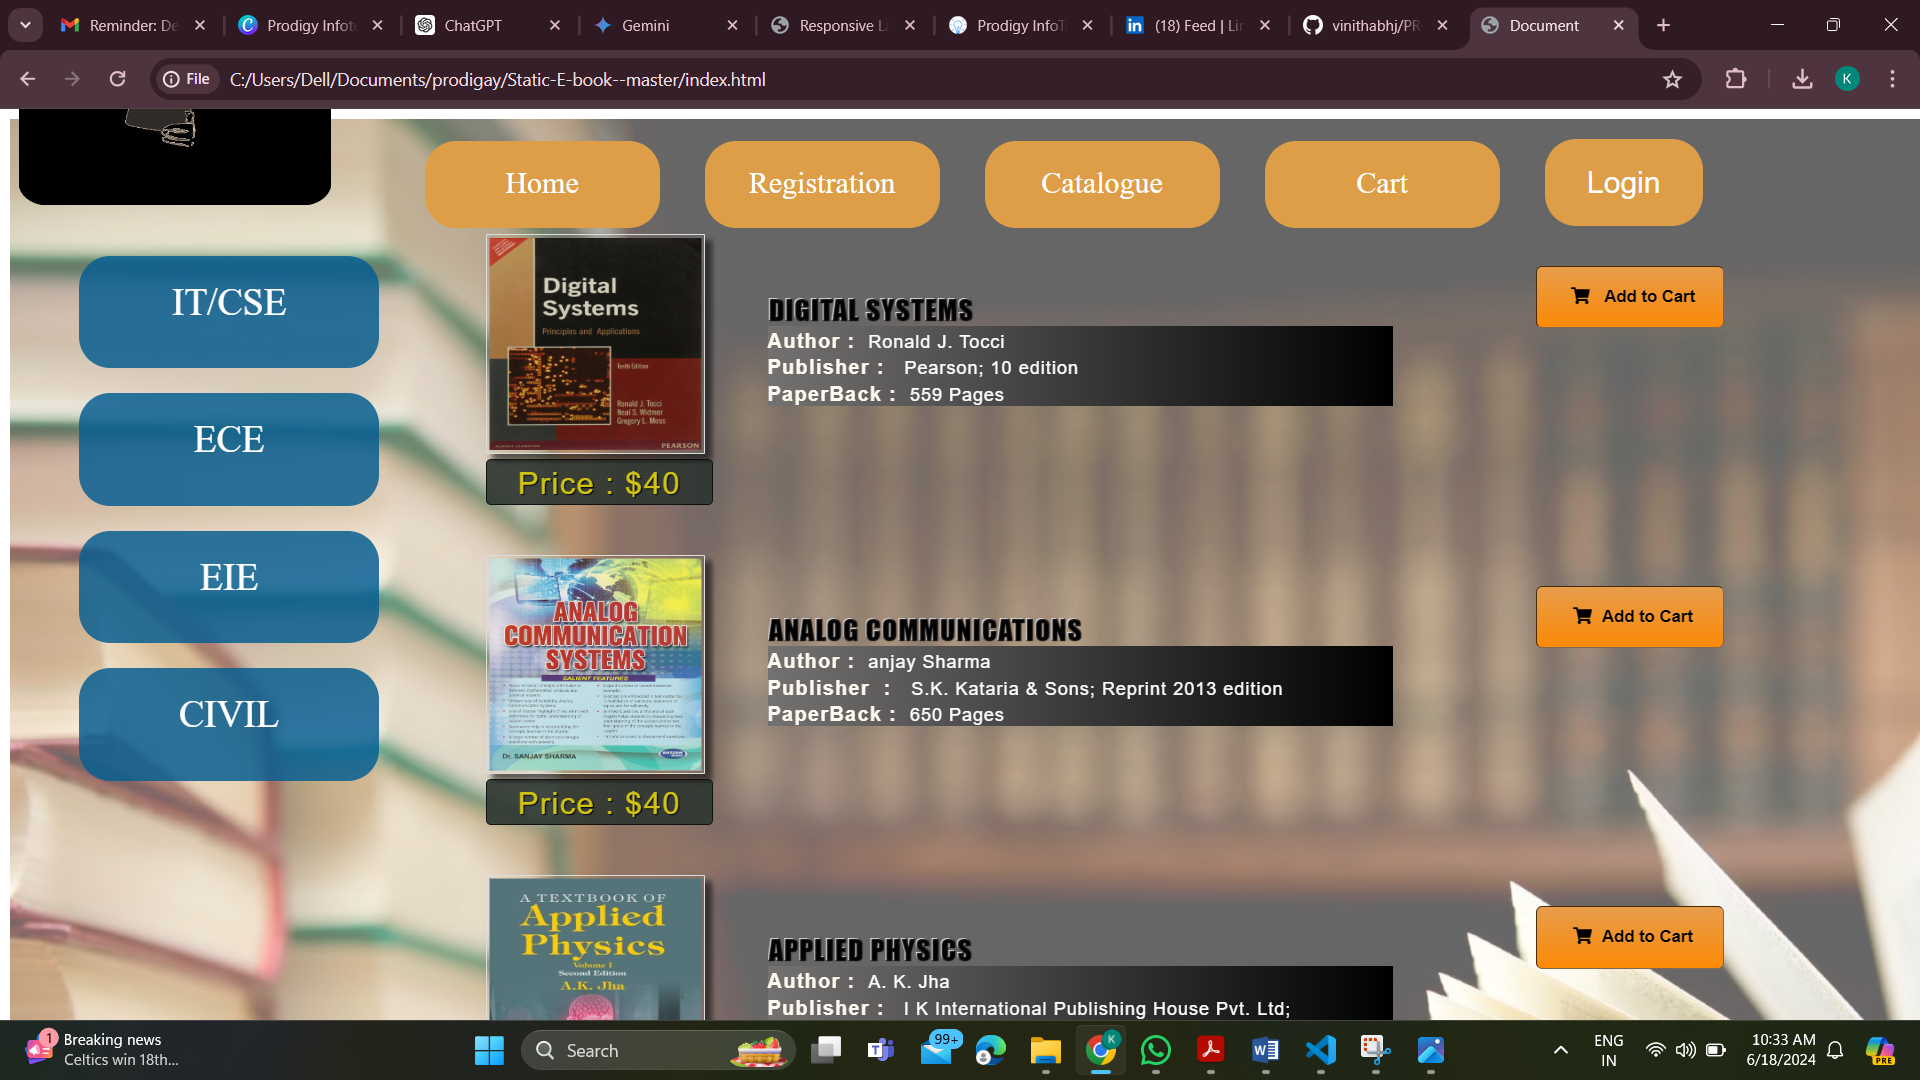 Reminder: De
Prodigy Infote
ChatGPT
Gemini
Responsive La
Prodigy InfoT
(18) Feed | Lin
vinithabhj/PR
Document
File
C:/Users/Dell/Documents/prodigay/Static-E-book--master/index.html
K
Home
Registration
Catalogue
Cart
Login
IT/CSE
ECE
EIE
CIVIL
Digital
Systems
Principles and Applications
Tenth Edition
Ronald J. Tocci
Neal S. Widmer
Gregory L. Moss
ALWAYS LEARNING
PEARSON
Price : $40
DIGITAL SYSTEMS
Author : Ronald J. Tocci
Publisher : Pearson; 10 edition
PaperBack : 559 Pages
Add to Cart
ANALOG
COMMUNICATION
SYSTEMS
SALIENT FEATURES
Dr. SANJAY SHARMA
Price : $40
ANALOG COMMUNICATIONS
Author : anjay Sharma
Publisher : S.K. Kataria & Sons; Reprint 2013 edition
PaperBack : 650 Pages
Add to Cart
A TEXTBOOK OF
Applied
Physics
Volume I
Second Edition
A.K. Jha
APPLIED PHYSICS
Author : A. K. Jha
Publisher : I K International Publishing House Pvt. Ltd;
Add to Cart
1
Breaking news
Celtics win 18th...
Search
99+
K
ENG
IN
10:33 AM
6/18/2024
PRE